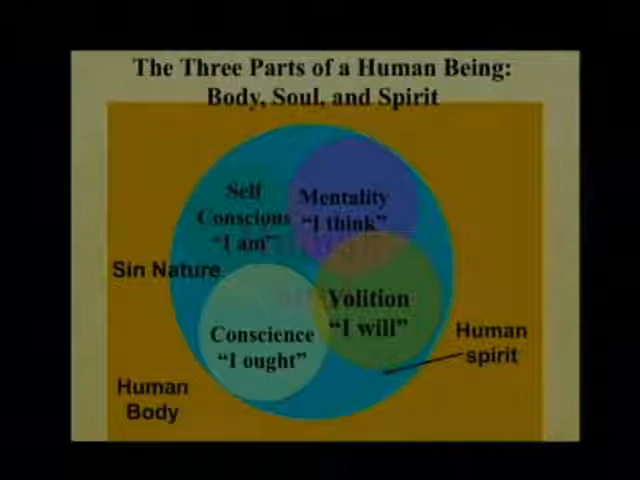 The Three Parts of a Human Being:
Body, Soul, and Spirit
Self
Conscious
"I am"
Mentality
"I think"
Sin Nature
Volition
"I will"
Conscience
"I ought"
Human
spirit
Human
Body